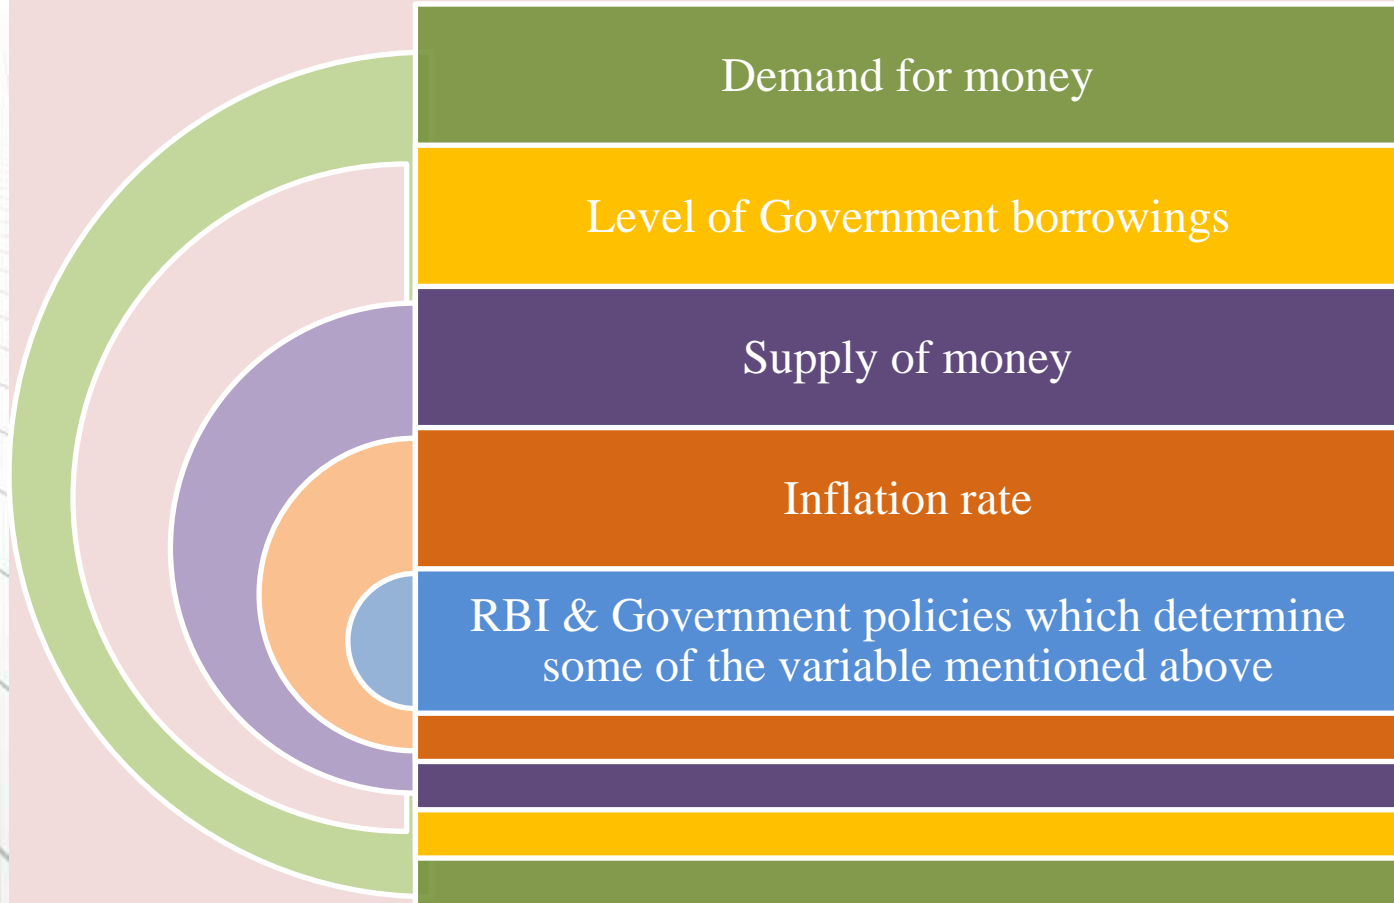 Demand for money
Level of Government borrowings
Supply of money
Inflation rate
RBI & Government policies which determine
some of the variable mentioned above